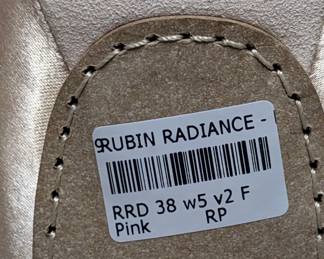 RUBIN RADIANCE -
RRD 38 w5 v2 F
Pink RP